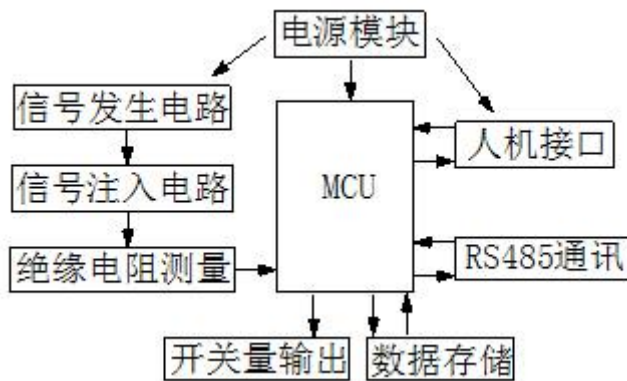 电源模块
信号发生电路
人机接口
信号注入电路
MCU
绝缘电阻测量
RS485通讯
开关量输出
数据存储